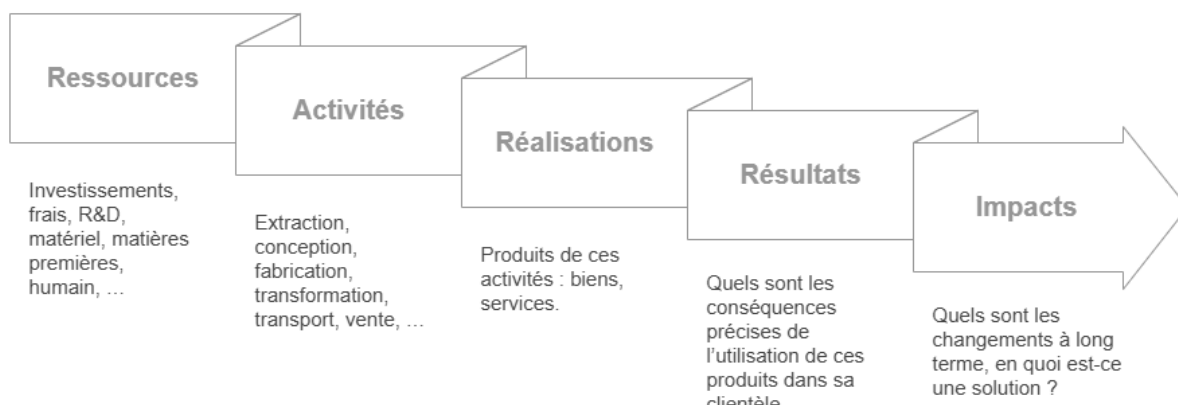 Ressources
Investissements,
frais, R&D,
matériel, matières
premières,
humain, …
Activités
Extraction,
conception,
fabrication,
transformation,
transport, vente, …
Réalisations
Produits de ces
activités : biens,
services.
Résultats
Quels sont les
conséquences
précises de
l’utilisation de ces
produits dans sa
clientèle
Impacts
Quels sont les
changements à long
terme, en quoi est-ce
une solution ?